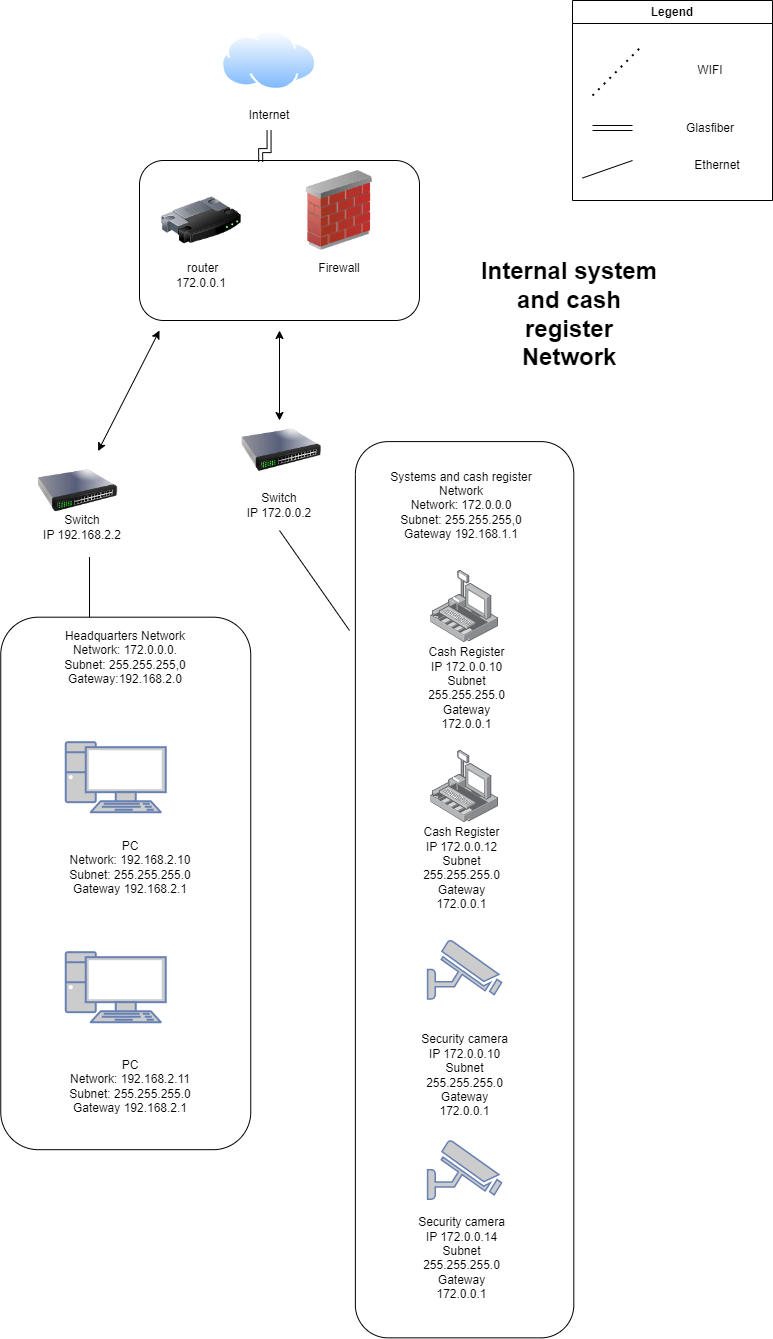 Legend
WIFI
Glasfiber
Ethernet
Internet
router
172.0.0.1
Firewall
Internal system
and cash
register
Network
Switch
IP 192.168.2.2
Switch
IP 172.0.0.2
Headquarters Network
Network: 172.0.0.0.
Subnet: 255.255.255,0
Gateway:192.168.2.0
PC
Network: 192.168.2.10
Subnet: 255.255.255.0
Gateway 192.168.2.1
PC
Network: 192.168.2.11
Subnet: 255.255.255.0
Gateway 192.168.2.1
Systems and cash register
Network
Network: 172.0.0.0
Subnet: 255.255.255,0
Gateway 192.168.1.1
Cash Register
IP 172.0.0.10
Subnet
255.255.255.0
Gateway
172.0.0.1
Cash Register
IP 172.0.0.12
Subnet
255.255.255.0
Gateway
172.0.0.1
Security camera
IP 172.0.0.10
Subnet
255.255.255.0
Gateway
172.0.0.1
Security camera
IP 172.0.0.14
Subnet
255.255.255.0
Gateway
172.0.0.1